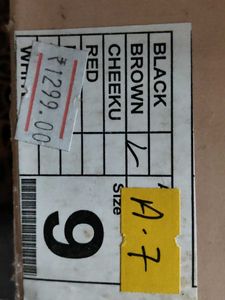 BLACK
BROWN
CHEEKU
RED
WHI
₹1299.00
Size
9
A-7